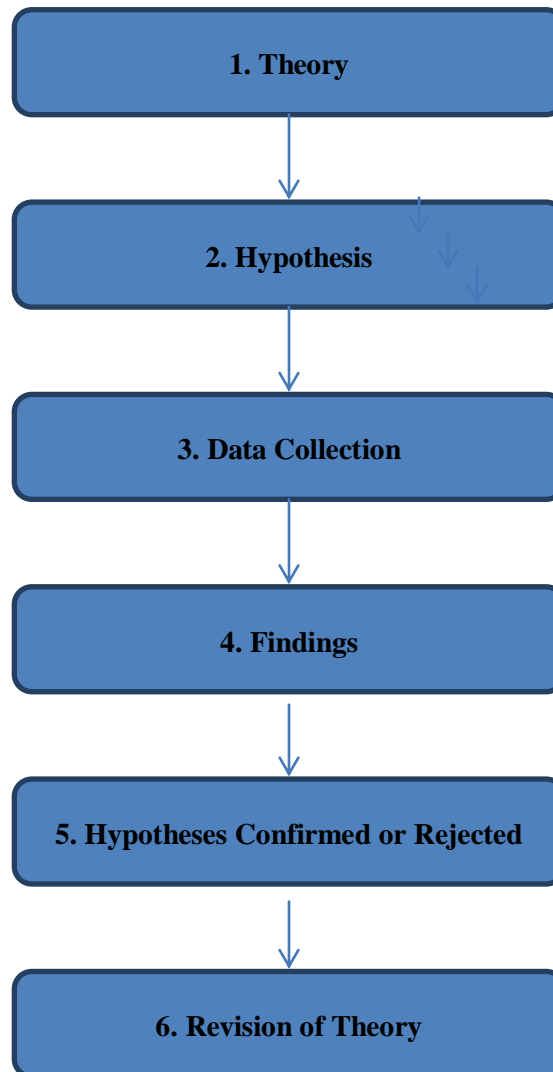 1. Theory
2. Hypothesis
3. Data Collection
4. Findings
5. Hypotheses Confirmed or Rejected
6. Revision of Theory